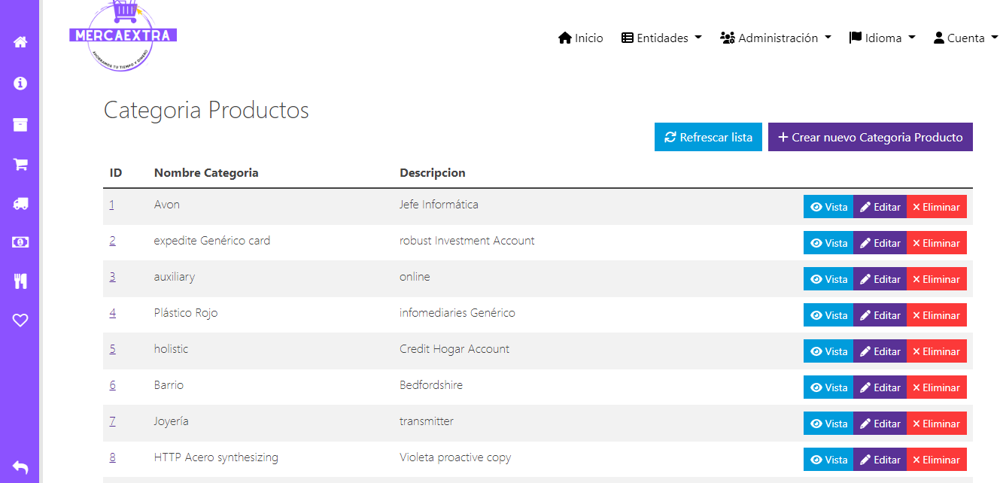 MERCAEXTRA
AHORRAMOS TU TIEMPO Y DINERO
Inicio Entidades Administración Idioma Cuenta
Categoria Productos
Refrescar lista + Crear nuevo Categoria Producto
ID Nombre Categoria Descripcion
1 Avon Jefe Informática Vista Editar Eliminar
2 expedite Genérico card robust Investment Account Vista Editar Eliminar
3 auxiliary online Vista Editar Eliminar
4 Plástico Rojo infomediaries Genérico Vista Editar Eliminar
5 holistic Credit Hogar Account Vista Editar Eliminar
6 Barrio Bedfordshire Vista Editar Eliminar
7 Joyería transmitter Vista Editar Eliminar
8 HTTP Acero synthesizing Violeta proactive copy Vista Editar Eliminar